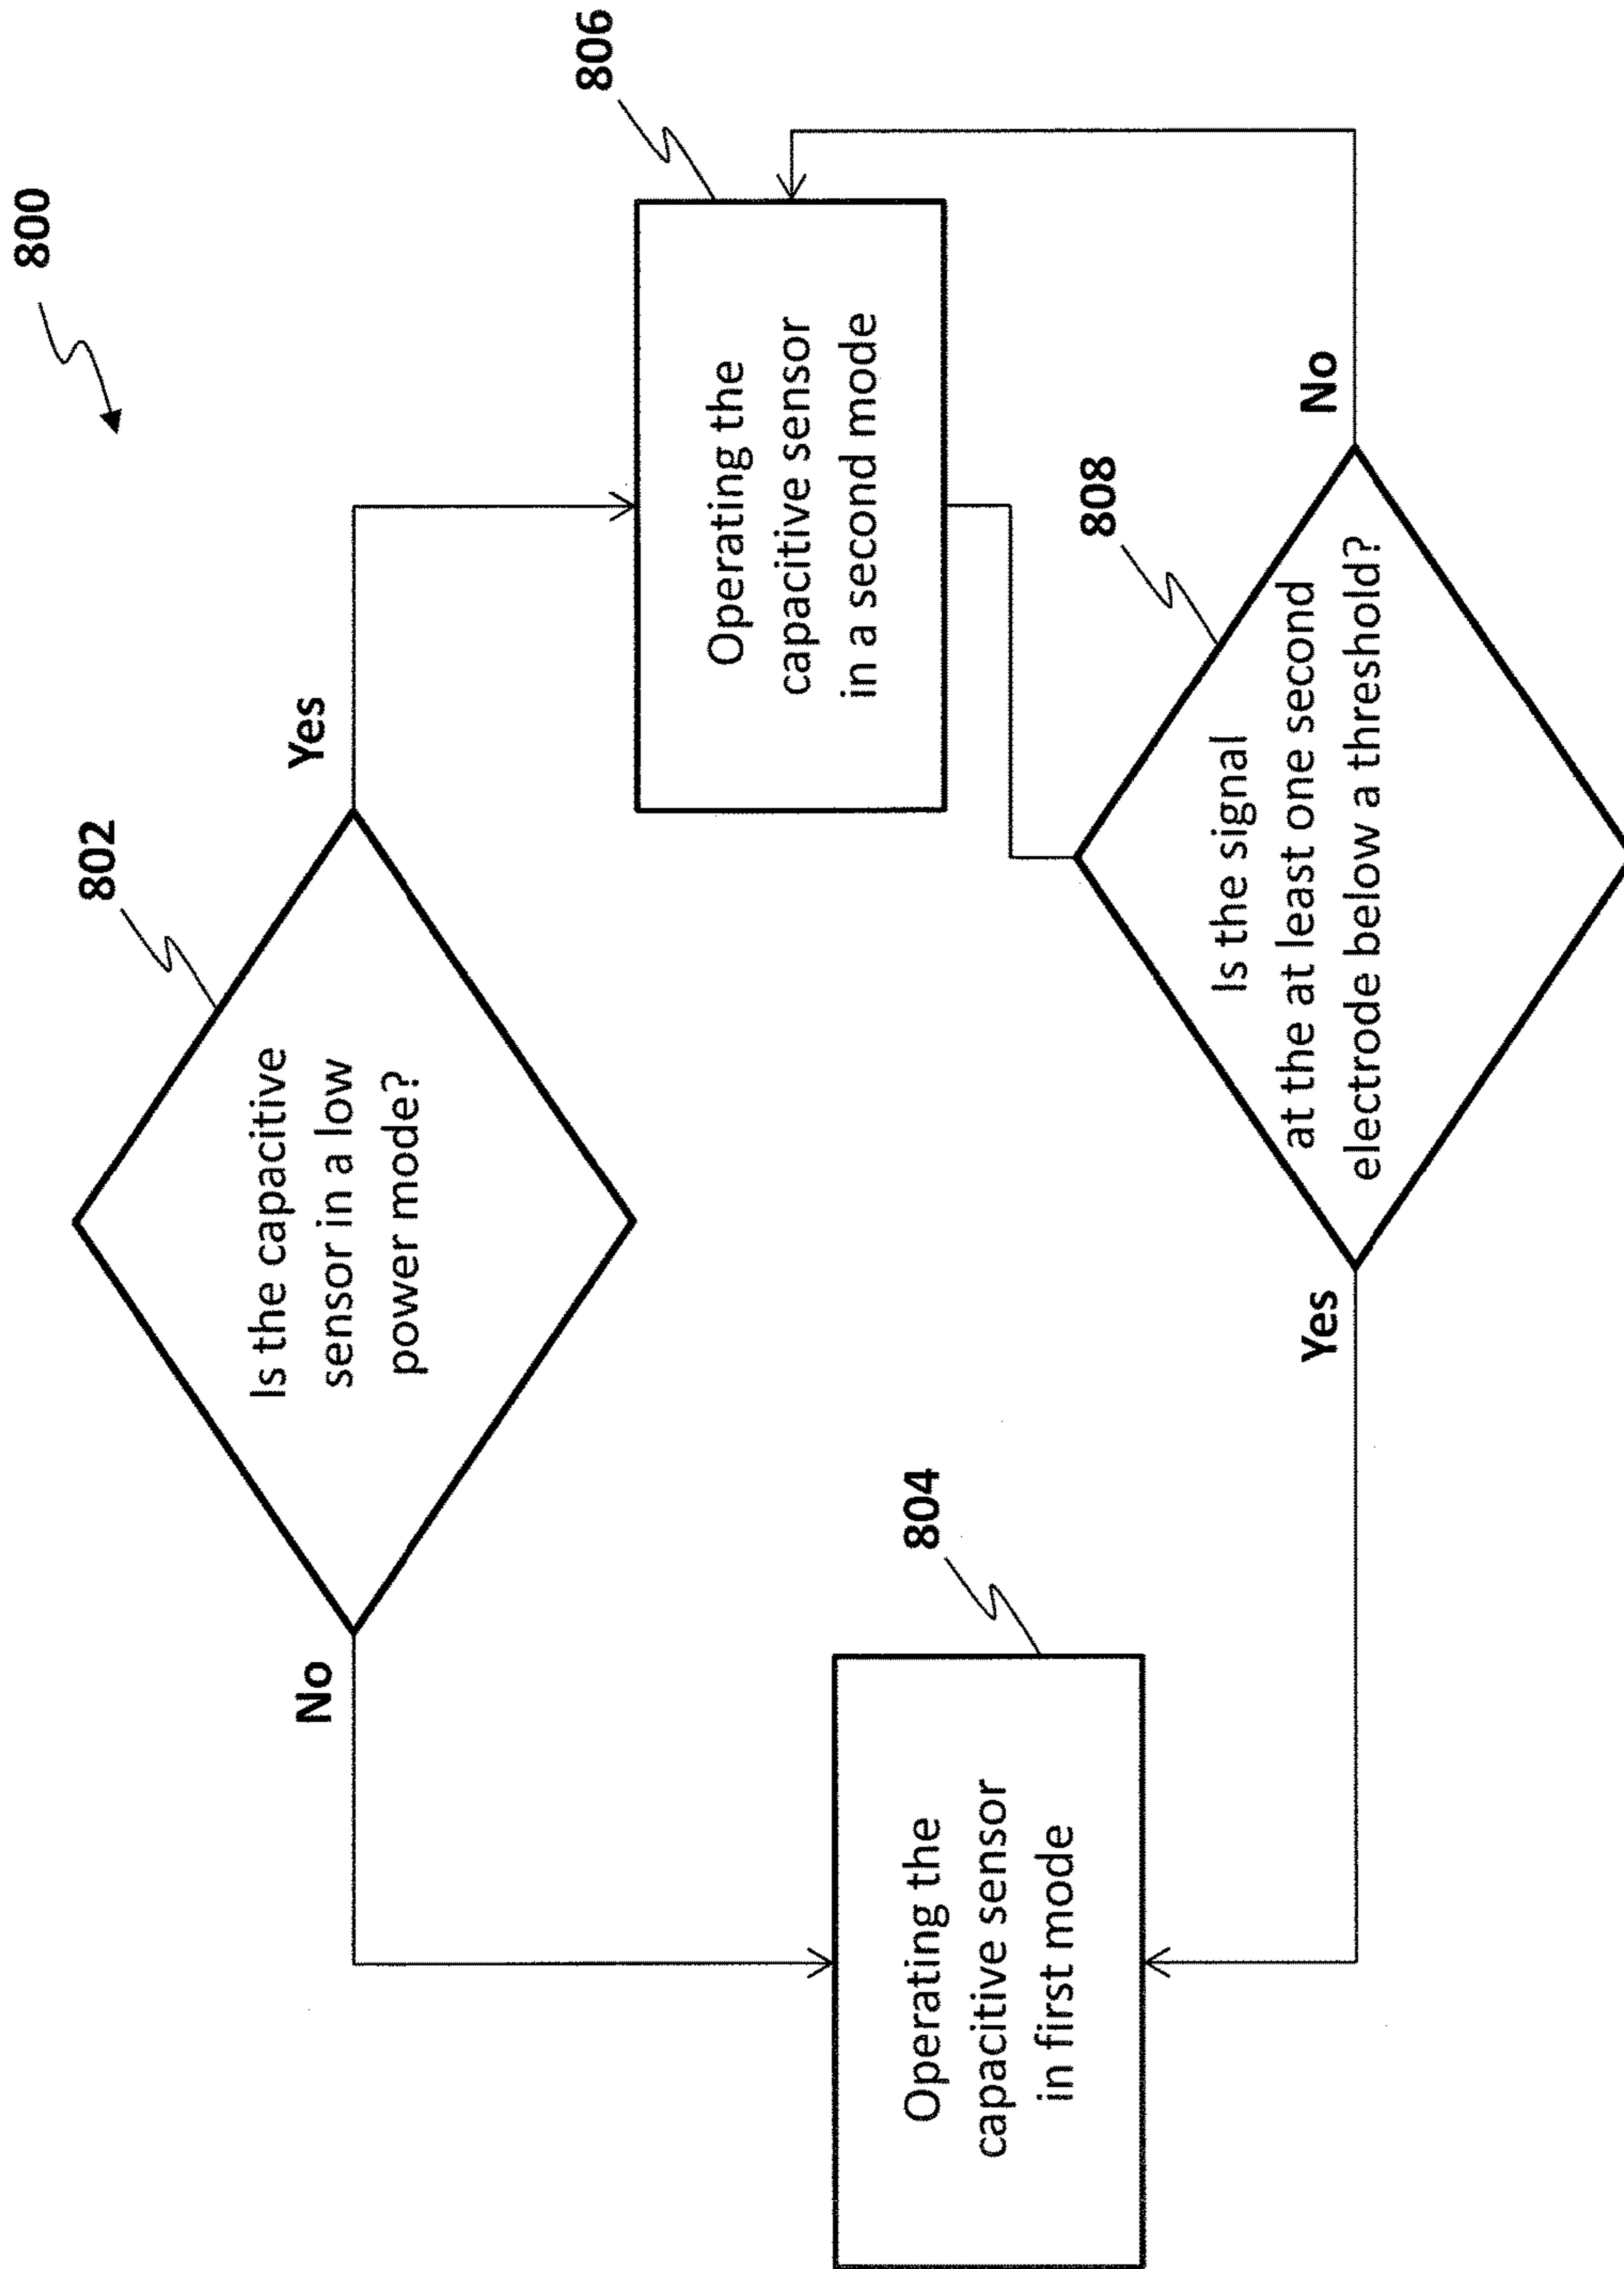 800
802
Is the capacitive
sensor in a low
power mode?
No
Yes
804
Operating the
capacitive sensor
in first mode
806
Operating the
capacitive sensor
in a second mode
808
Is the signal
at the at least one second
electrode below a threshold?
Yes
No